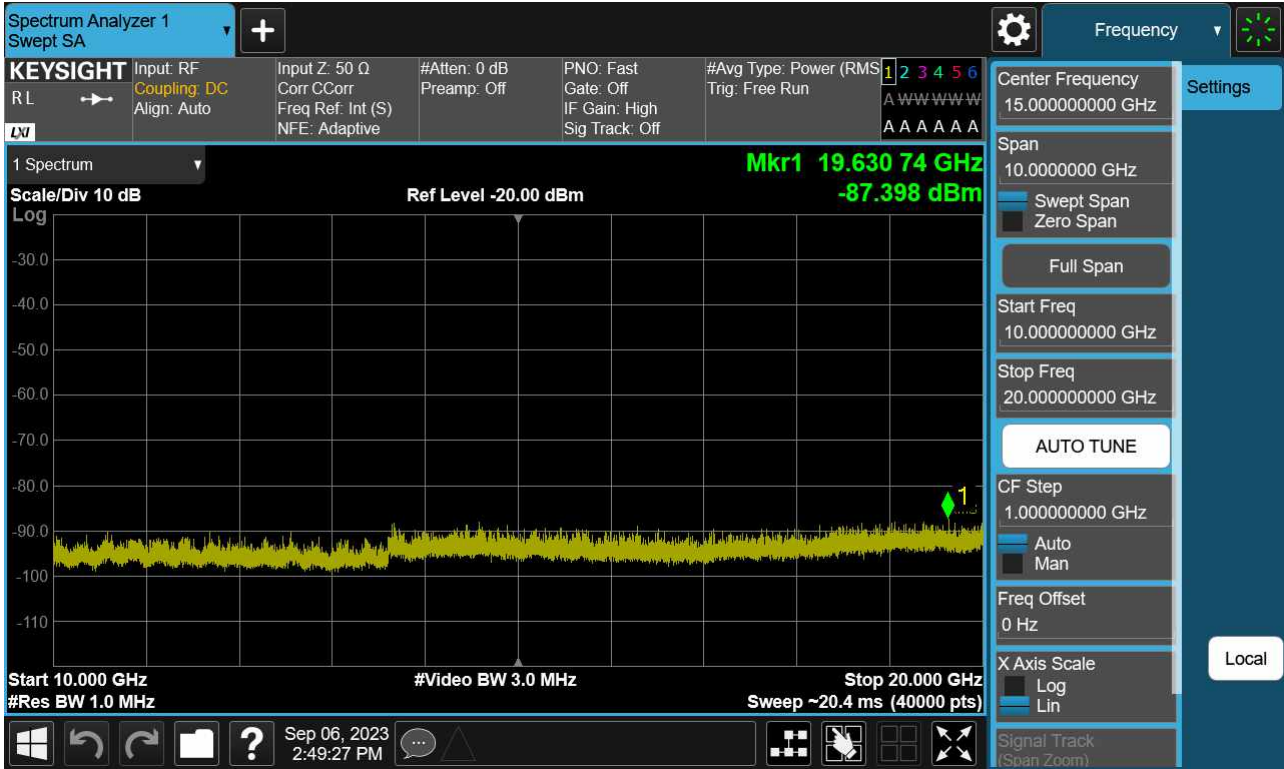 Spectrum Analyzer 1
Swept SA
Frequency
KEYSIGHT
R L
LXI
Input: RF
Coupling: DC
Align: Auto
Input Z: 50 Ω
Corr CCorr
Freq Ref: Int (S)
NFE: Adaptive
#Atten: 0 dB
Preamp: Off
PNO: Fast
Gate: Off
IF Gain: High
Sig Track: Off
#Avg Type: Power (RMS
Trig: Free Run
1 2 3 4 5 6
A W W W W W
A A A A A A
1 Spectrum
Scale/Div 10 dB
Log
Ref Level -20.00 dBm
Mkr1 19.630 74 GHz
-87.398 dBm
-30.0
-40.0
-50.0
-60.0
-70.0
-80.0
-90.0
-100
-110
1
Start 10.000 GHz
#Res BW 1.0 MHz
#Video BW 3.0 MHz
Stop 20.000 GHz
Sweep ~20.4 ms (40000 pts)
Sep 06, 2023
2:49:27 PM
Center Frequency
15.000000000 GHz
Span
10.0000000 GHz
Swept Span
Zero Span
Full Span
Start Freq
10.000000000 GHz
Stop Freq
20.000000000 GHz
AUTO TUNE
CF Step
1.000000000 GHz
Auto
Man
Freq Offset
0 Hz
X Axis Scale
Log
Lin
Signal Track
(Span Zoom)
Settings
Local